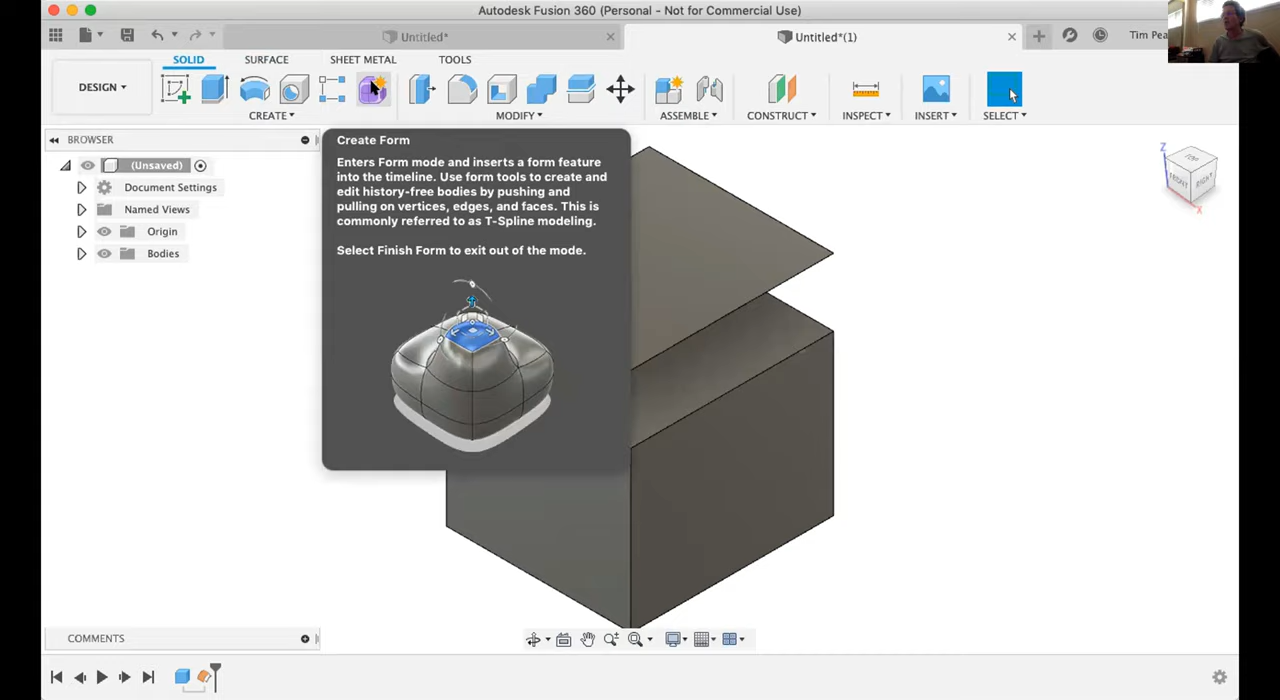 Autodesk Fusion 360 (Personal - Not for Commercial Use)
Untitled*
Untitled*(1)
Tim Pea
DESIGN
SOLID
SURFACE
SHEET METAL
TOOLS
CREATE
MODIFY
ASSEMBLE
CONSTRUCT
INSPECT
INSERT
SELECT
BROWSER
(Unsaved)
Document Settings
Named Views
Origin
Bodies
Create Form
Enters Form mode and inserts a form feature
into the timeline. Use form tools to create and
edit history-free bodies by pushing and
pulling on vertices, edges, and faces. This is
commonly referred to as T-Spline modeling.
Select Finish Form to exit out of the mode.
Z
TOP
FRONT
RIGHT
X
COMMENTS